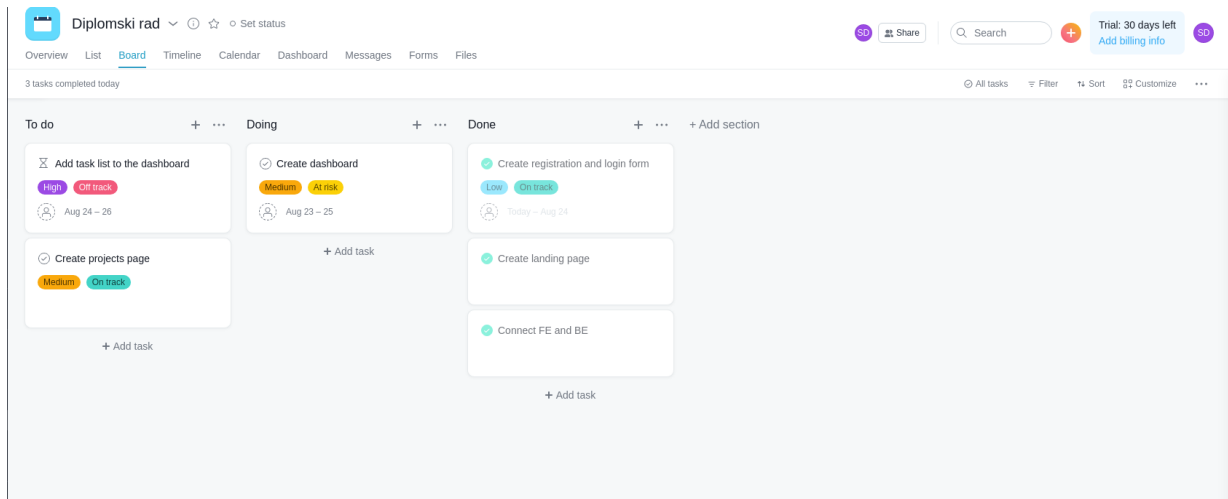 Diplomski rad
Set status
SD
Share
Search
Trial: 30 days left
Add billing info
SD
Overview
List
Board
Timeline
Calendar
Dashboard
Messages
Forms
Files
3 tasks completed today
All tasks
Filter
Sort
Customize
To do
Add task list to the dashboard
High
Off track
Aug 24 – 26
Create projects page
Medium
On track
+ Add task
Doing
Create dashboard
Medium
At risk
Aug 23 – 25
+ Add task
Done
Create registration and login form
Low
On track
Today – Aug 24
Create landing page
Connect FE and BE
+ Add task
+ Add section